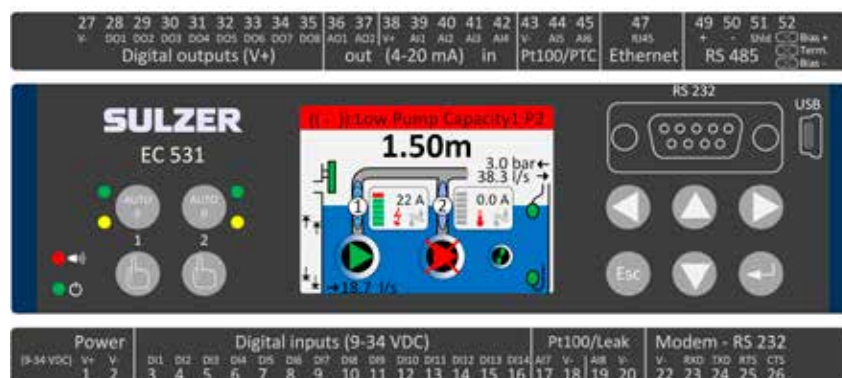 27 28 29 30 31 32 33 34 35 36 37 38 39 40 41 42 43 44 45 47 49 50 51 52
V- DO1 DO2 DO3 DO4 DO5 DO6 DO7 DO8 AO1 AO2 V+ AI1 AI2 AI3 AI4 V- AI5 AI6 RJ45 + - Shld Bias +
Term.
Digital outputs (V+) out (4-20 mA) in Pt100/PTC Ethernet RS 485 Bias -
RS 232
USB
SULZER
EC 531
((-)):Low Pump Capacity1 P2
1.50m
3.0 bar
38.3 l/s
AUTO
0
AUTO
0
1 22 A 2 0.0 A
1 2
18.7 l/s
Esc
Power Digital inputs (9-34 VDC) Pt100/Leak Modem - RS 232
(9-34 VDC) V+ V- DI1 DI2 DI3 DI4 DI5 DI6 DI7 DI8 DI9 DI10 DI11 DI12 DI13 DI14 AI7 V- AI8 V- V- RXD TXD RTS CTS
1 2 3 4 5 6 7 8 9 10 11 12 13 14 15 16 17 18 19 20 22 23 24 25 26